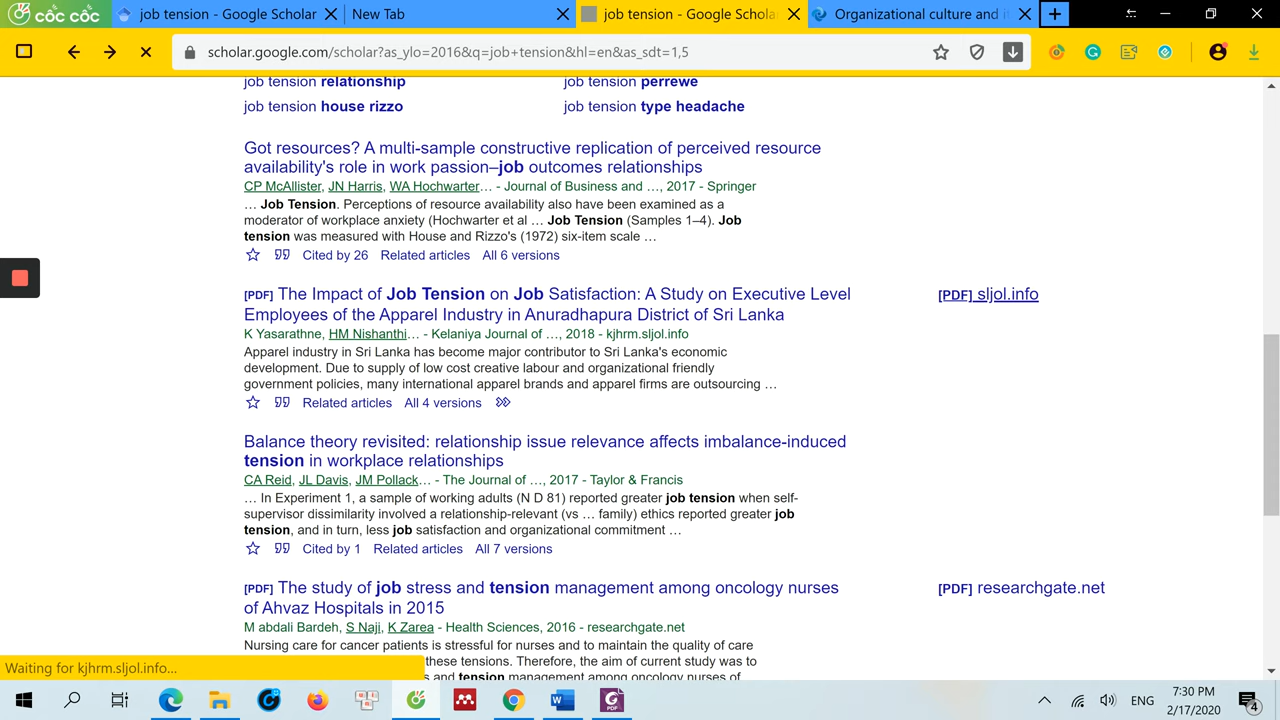 cốc cốc
job tension - Google Scholar
New Tab
job tension - Google Schola
Organizational culture and i
scholar.google.com/scholar?as_ylo=2016&q=job+tension&hl=en&as_sdt=1,5
job tension relationship
job tension perrewe
job tension house rizzo
job tension type headache
Got resources? A multi-sample constructive replication of perceived resource
availability's role in work passion–job outcomes relationships
CP McAllister, JN Harris, WA Hochwarter… - Journal of Business and …, 2017 - Springer
… Job Tension. Perceptions of resource availability also have been examined as a
moderator of workplace anxiety (Hochwarter et al … Job Tension (Samples 1–4). Job
tension was measured with House and Rizzo's (1972) six-item scale …
Cited by 26 Related articles All 6 versions
[PDF] The Impact of Job Tension on Job Satisfaction: A Study on Executive Level
Employees of the Apparel Industry in Anuradhapura District of Sri Lanka
[PDF] sljol.info
K Yasarathne, HM Nishanthi… - Kelaniya Journal of …, 2018 - kjhrm.sljol.info
Apparel industry in Sri Lanka has become major contributor to Sri Lanka's economic
development. Due to supply of low cost creative labour and organizational friendly
government policies, many international apparel brands and apparel firms are outsourcing …
Related articles All 4 versions
Balance theory revisited: relationship issue relevance affects imbalance-induced
tension in workplace relationships
CA Reid, JL Davis, JM Pollack… - The Journal of …, 2017 - Taylor & Francis
… In Experiment 1, a sample of working adults (N D 81) reported greater job tension when self-
supervisor dissimilarity involved a relationship-relevant (vs … family) ethics reported greater job
tension, and in turn, less job satisfaction and organizational commitment …
Cited by 1 Related articles All 7 versions
[PDF] The study of job stress and tension management among oncology nurses
of Ahvaz Hospitals in 2015
[PDF] researchgate.net
M abdali Bardeh, S Naji, K Zarea - Health Sciences, 2016 - researchgate.net
Nursing care for cancer patients is stressful for nurses and to maintain the quality of care
these tensions. Therefore, the aim of current study was to
s and tension management among oncology nurses of
Waiting for kjhrm.sljol.info…
PDF
ENG
7:30 PM
2/17/2020
4